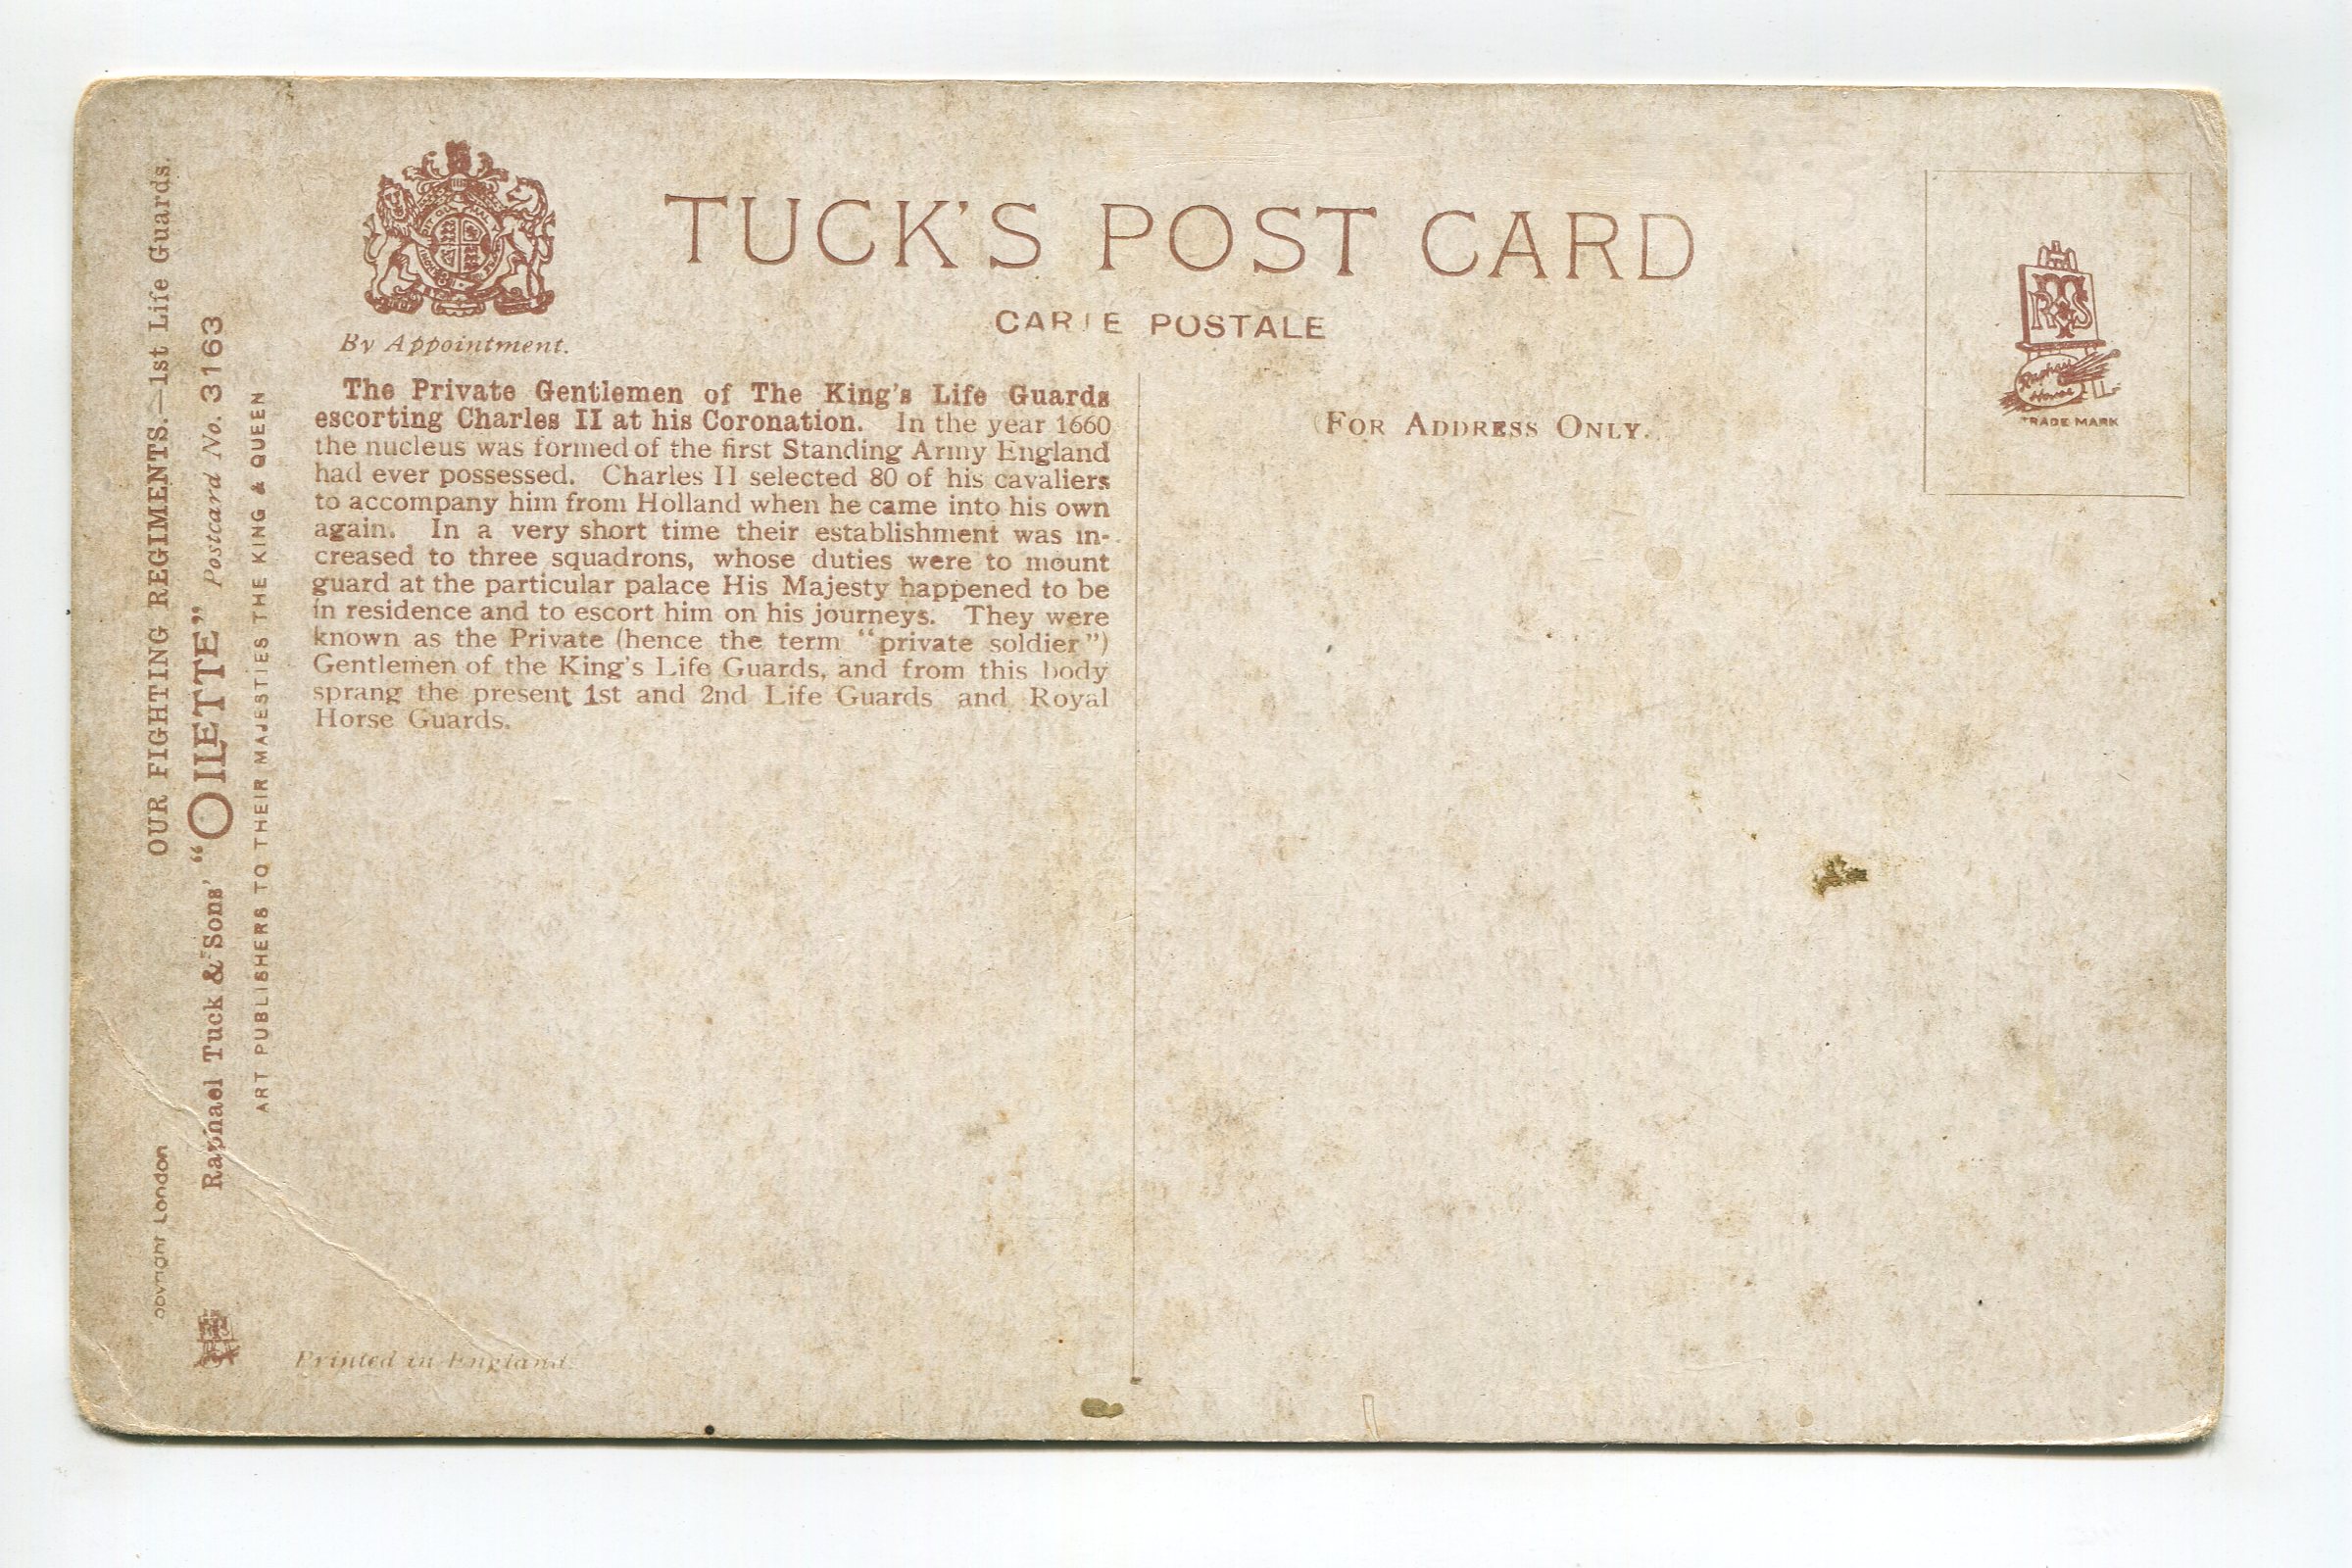 TUCK'S POST CARD
CARTE POSTALE
By Appointment.
The Private Gentlemen of The King's Life Guards
escorting Charles II at his Coronation. In the year 1660
the nucleus was formed of the first Standing Army England
had ever possessed. Charles II selected 80 of his cavaliers
to accompany him from Holland when he came into his own
again. In a very short time their establishment was in-
creased to three squadrons, whose duties were to mount
guard at the particular palace His Majesty happened to be
in residence and to escort him on his journeys. They were
known as the Private (hence the term "private soldier")
Gentlemen of the King's Life Guards, and from this body
sprang the present 1st and 2nd Life Guards and Royal
Horse Guards.
(FOR ADDRESS ONLY.)
RTS
Raphael
House
TRADE MARK
OUR FIGHTING REGIMENTS.—1st Life Guards.
Raphael Tuck & Sons' "OILETTE" Postcard No. 3163
ART PUBLISHERS TO THEIR MAJESTIES THE KING & QUEEN
Copyright London
Printed in England.